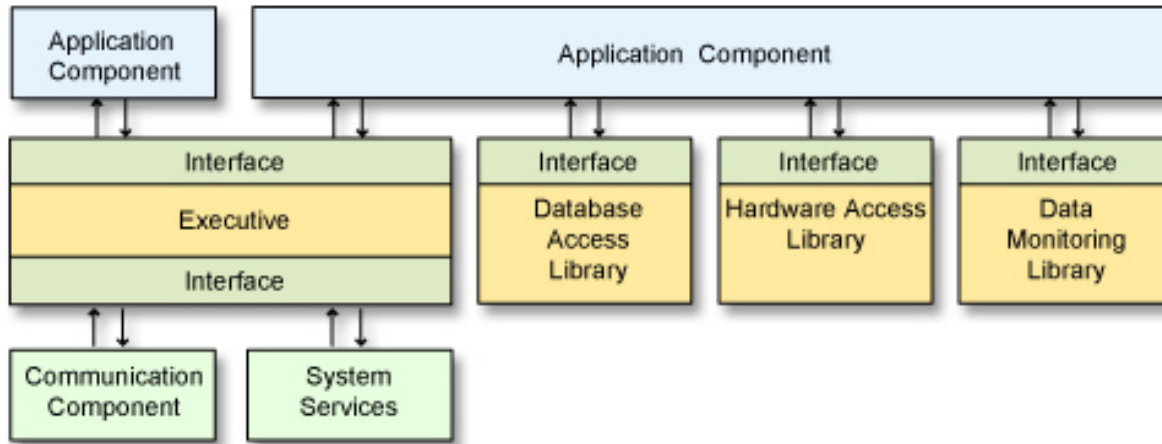 Application
Component
Application Component
Interface
Executive
Interface
Interface
Database
Access
Library
Interface
Hardware Access
Library
Interface
Data
Monitoring
Library
Communication
Component
System
Services